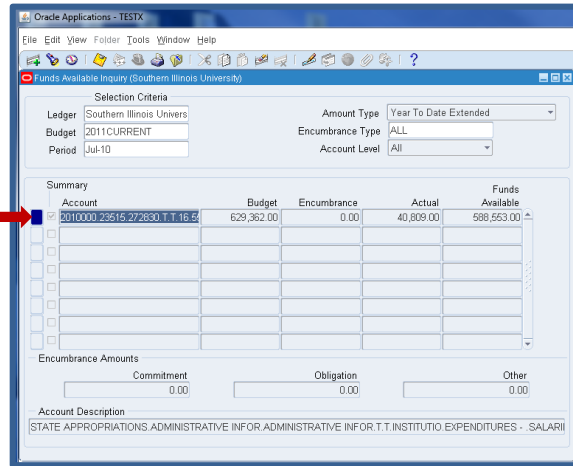 Oracle Applications - TESTX
File Edit View Folder Tools Window Help
Funds Available Inquiry (Southern Illinois University)
Selection Criteria
Ledger Southern Illinois Univers Amount Type Year To Date Extended
Budget 2011CURRENT Encumbrance Type ALL
Period Jul-10 Account Level All
Summary
Funds
Account Budget Encumbrance Actual Available
2010000.23515.272830.T.T.16.5 629,362.00 0.00 40,809.00 588,553.00
Encumbrance Amounts
Commitment Obligation Other
0.00 0.00 0.00
Account Description
STATE APPROPRIATIONS.ADMINISTRATIVE INFOR.ADMINISTRATIVE INFOR.T.T.INSTITUTIO.EXPENDITURES - .SALARII